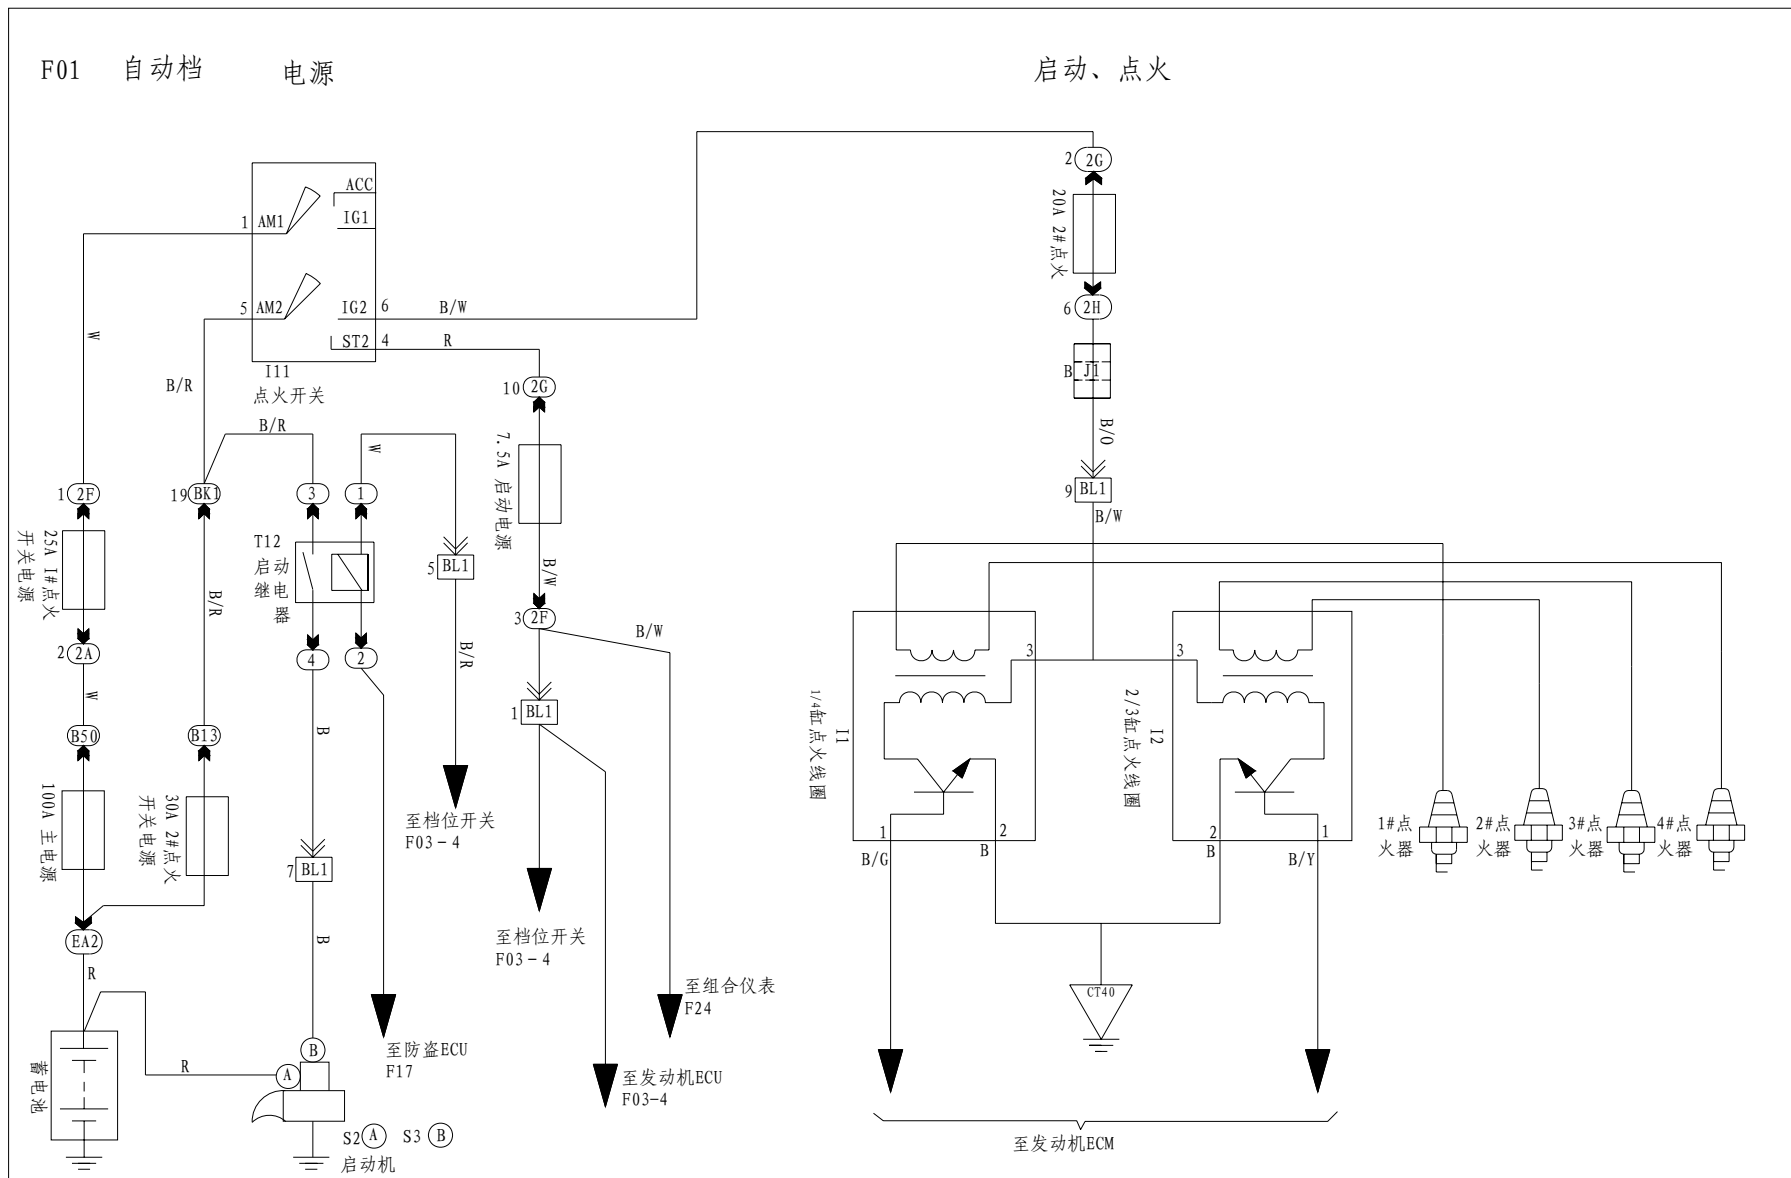 F01 自动档 电源 启动、点火
ACC
1 AM1 IG1
5 AM2 IG2 6 B/W
ST2 4 R
I11
点火开关
2 2G
20A 2#点火
6 2H
B J1
B/O
9 BL1
B/W
W
B/R
B/R
W
10 2G
7.5A 启动电源
B/W
3 2F
B/W
1 BL1
1 2F
25A I#点火
开关电源
2 2A
W
B50
100A 主电源
EA2
R
蓄电池
19 BK1
B/R
B13
30A 2#点火
开关电源
3 1
T12
启动
继电
器
4 2
B
7 BL1
B
5 BL1
B/R
至档位开关
F03-4
至档位开关
F03-4
至组合仪表
F24
至防盗ECU
F17
至发动机ECU
F03-4
R
A
B
S2 A S3 B
启动机
3
3
I1
1/4缸点火线圈
I2
2/3缸点火线圈
1 2
B/G B
2 1
B B/Y
CT40
至发动机ECM
1#点
火器
2#点
火器
3#点
火器
4#点
火器